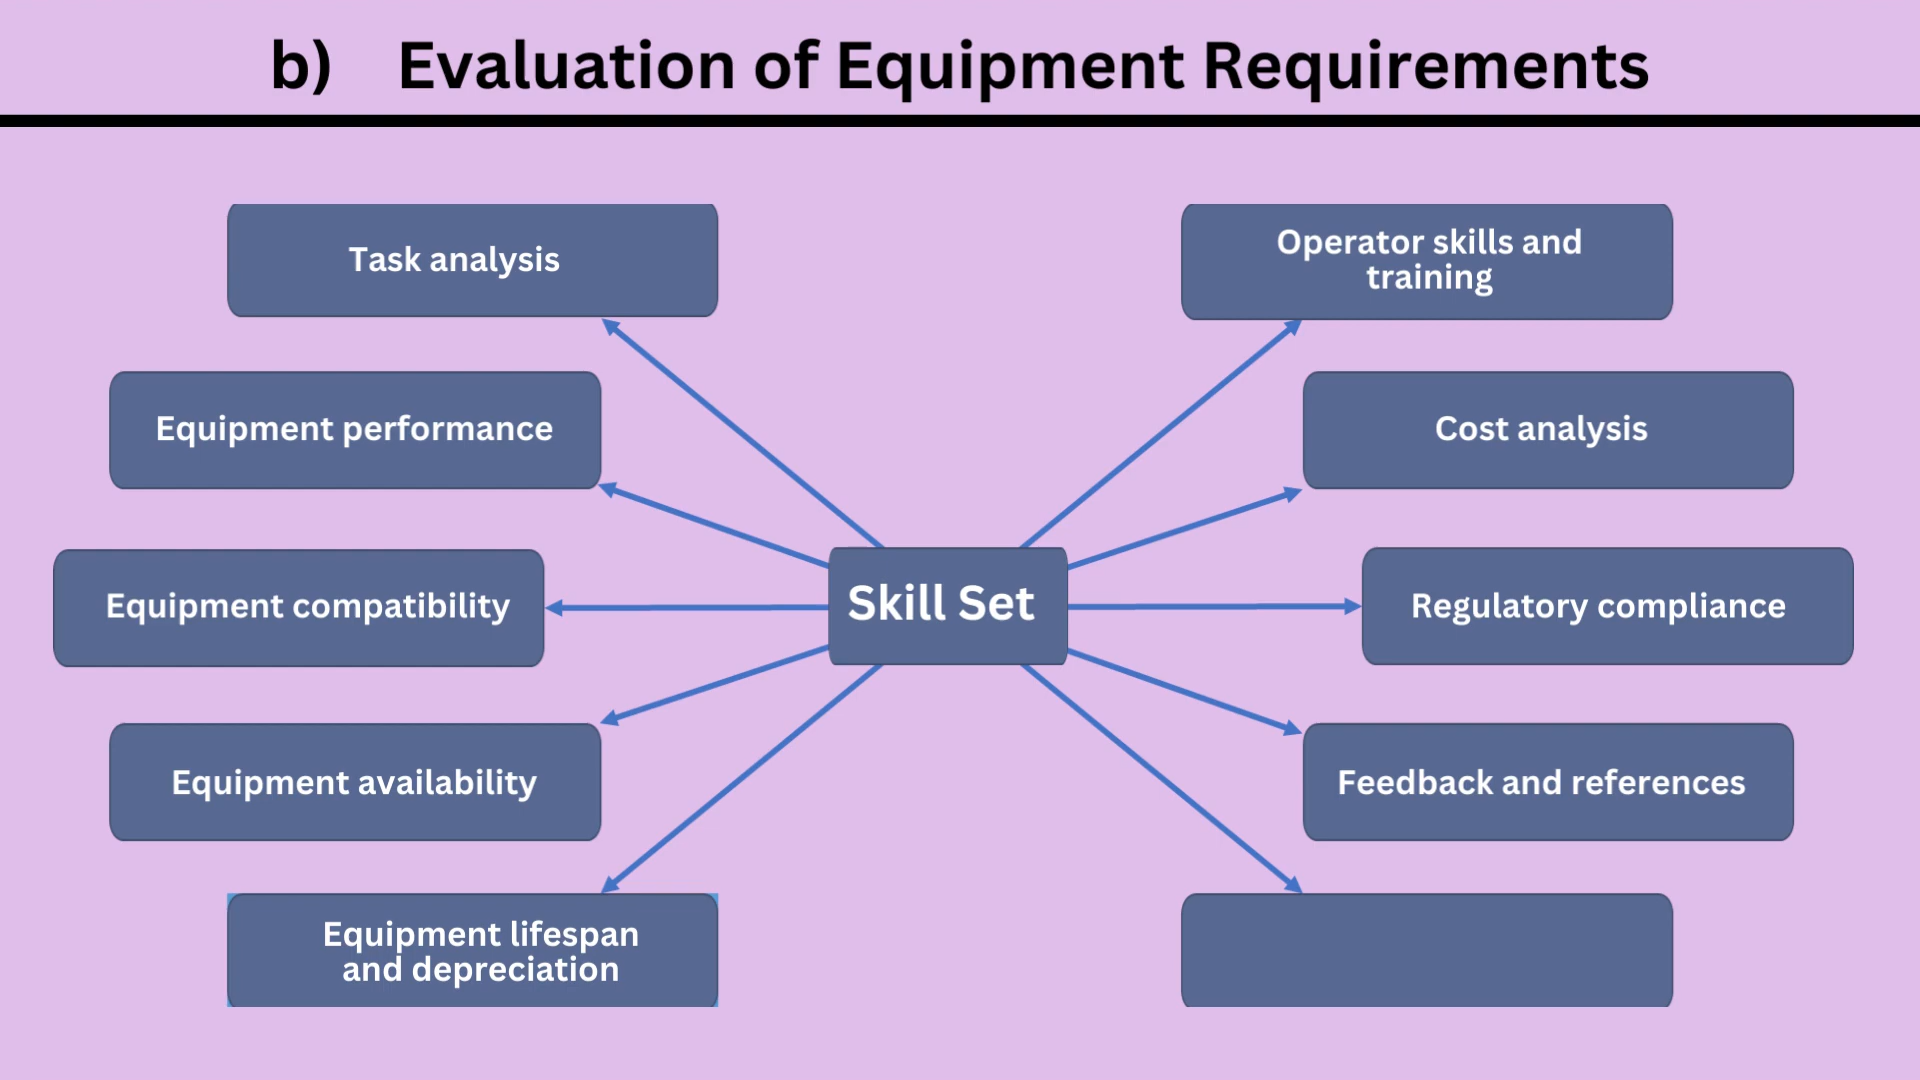 b) Evaluation of Equipment Requirements
Task analysis
Operator skills and
training
Equipment performance
Cost analysis
Equipment compatibility
Skill Set
Regulatory compliance
Equipment availability
Feedback and references
Equipment lifespan
and depreciation